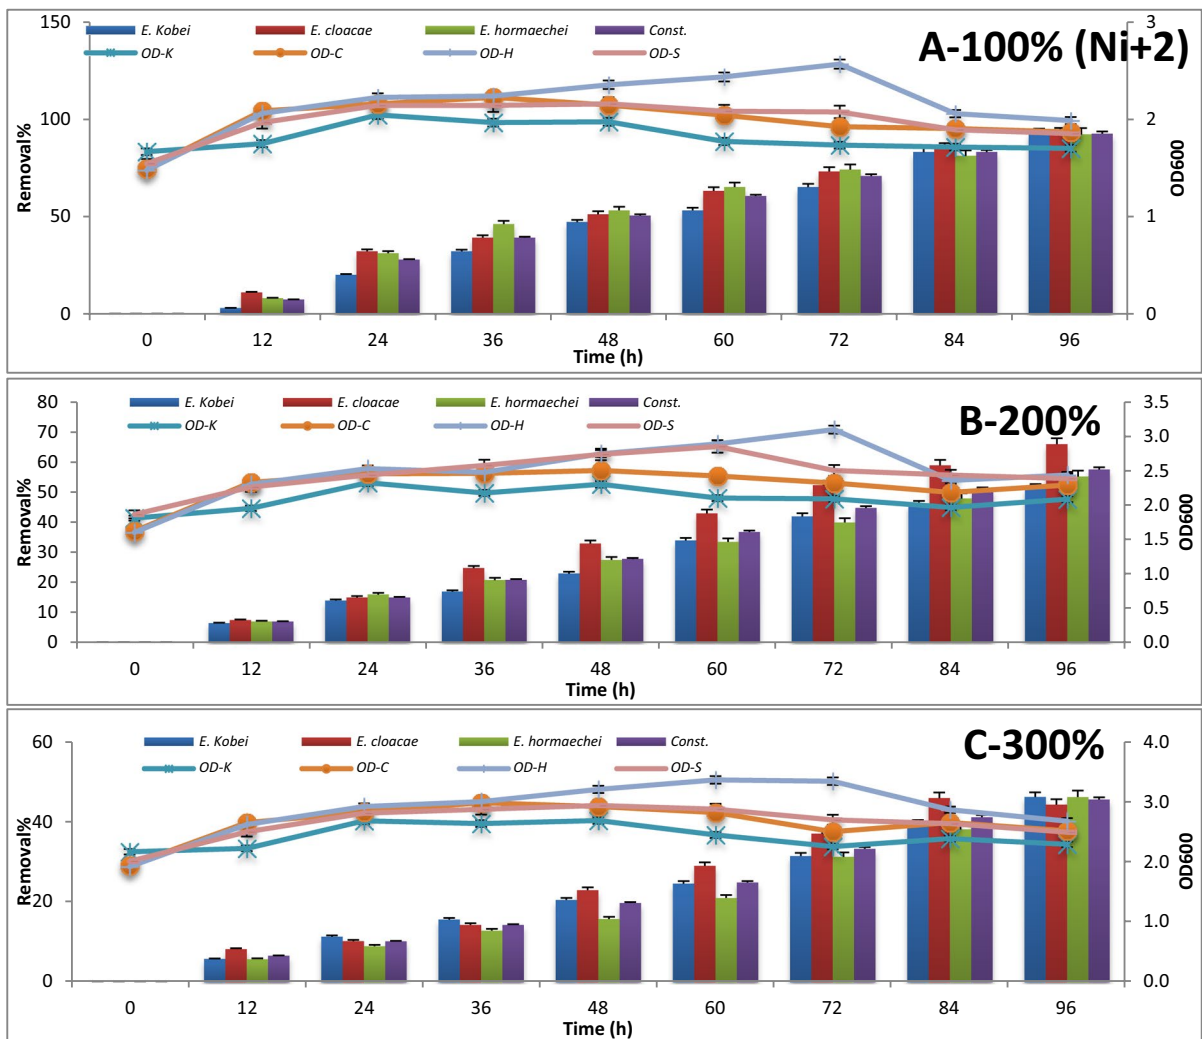 A-100% (Ni+2)
E. Kobei E. cloacae E. hormaechei Const.
OD-K OD-C OD-H OD-S
Removal%
150
100
50
0
OD600
3
2
1
0
0 12 24 36 48 60 72 84 96
Time (h)
B-200%
E. Kobei E. cloacae E. hormaechei Const.
OD-K OD-C OD-H OD-S
Removal%
80
70
60
50
40
30
20
10
0
OD600
3.5
3.0
2.5
2.0
1.5
1.0
0.5
0.0
0 12 24 36 48 60 72 84 96
Time (h)
C-300%
E. Kobei E. cloacae E. hormaechei Const.
OD-K OD-C OD-H OD-S
Removal%
60
40
20
0
OD600
4.0
3.0
2.0
1.0
0.0
0 12 24 36 48 60 72 84 96
Time (h)